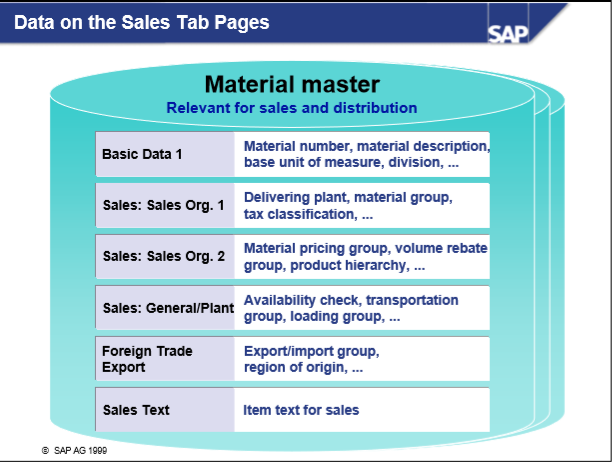 Data on the Sales Tab Pages
SAP
Material master
Relevant for sales and distribution
Basic Data 1
Material number, material description,
base unit of measure, division, ...
Sales: Sales Org. 1
Delivering plant, material group,
tax classification, ...
Sales: Sales Org. 2
Material pricing group, volume rebate
group, product hierarchy, ...
Sales: General/Plant
Availability check, transportation
group, loading group, ...
Foreign Trade
Export
Export/import group,
region of origin, ...
Sales Text
Item text for sales
© SAP AG 1999